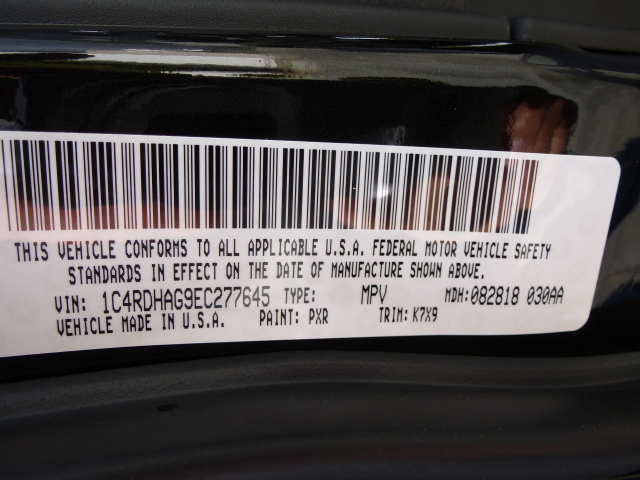 THIS VEHICLE CONFORMS TO ALL APPLICABLE U.S.A. FEDERAL MOTOR VEHICLE SAFETY
STANDARDS IN EFFECT ON THE DATE OF MANUFACTURE SHOWN ABOVE.
VIN: 1C4RDHAG9EC277645 TYPE: MPV MDH:082818 030AA
VEHICLE MADE IN U.S.A. PAINT: PXR TRIM: K7X9